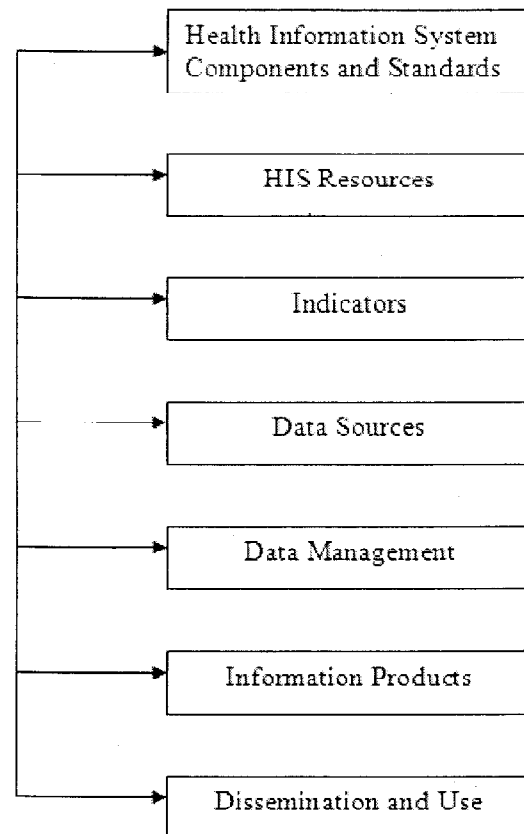 Health Information System
Components and Standards
HIS Resources
Indicators
Data Sources
Data Management
Information Products
Dissemination and Use